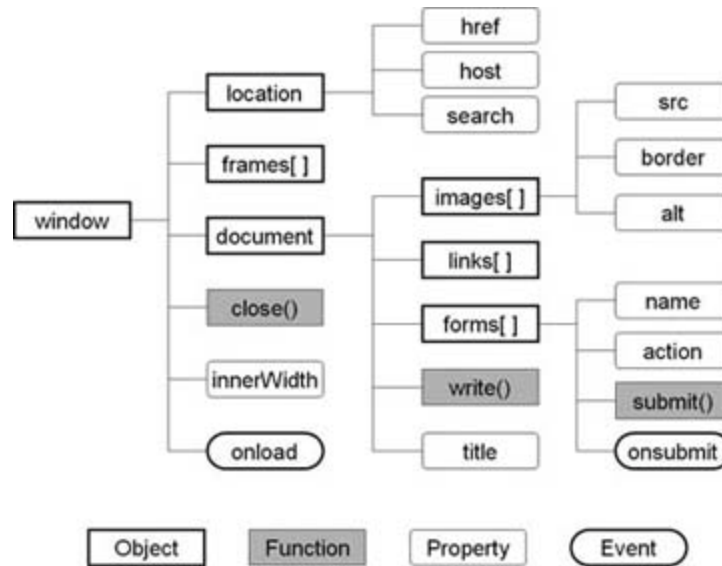 href
host
search
location
frames[ ]
window
document
close()
innerWidth
onload
images[ ]
links[ ]
forms[ ]
write()
title
src
border
alt
name
action
submit()
onsubmit
Object
Function
Property
Event